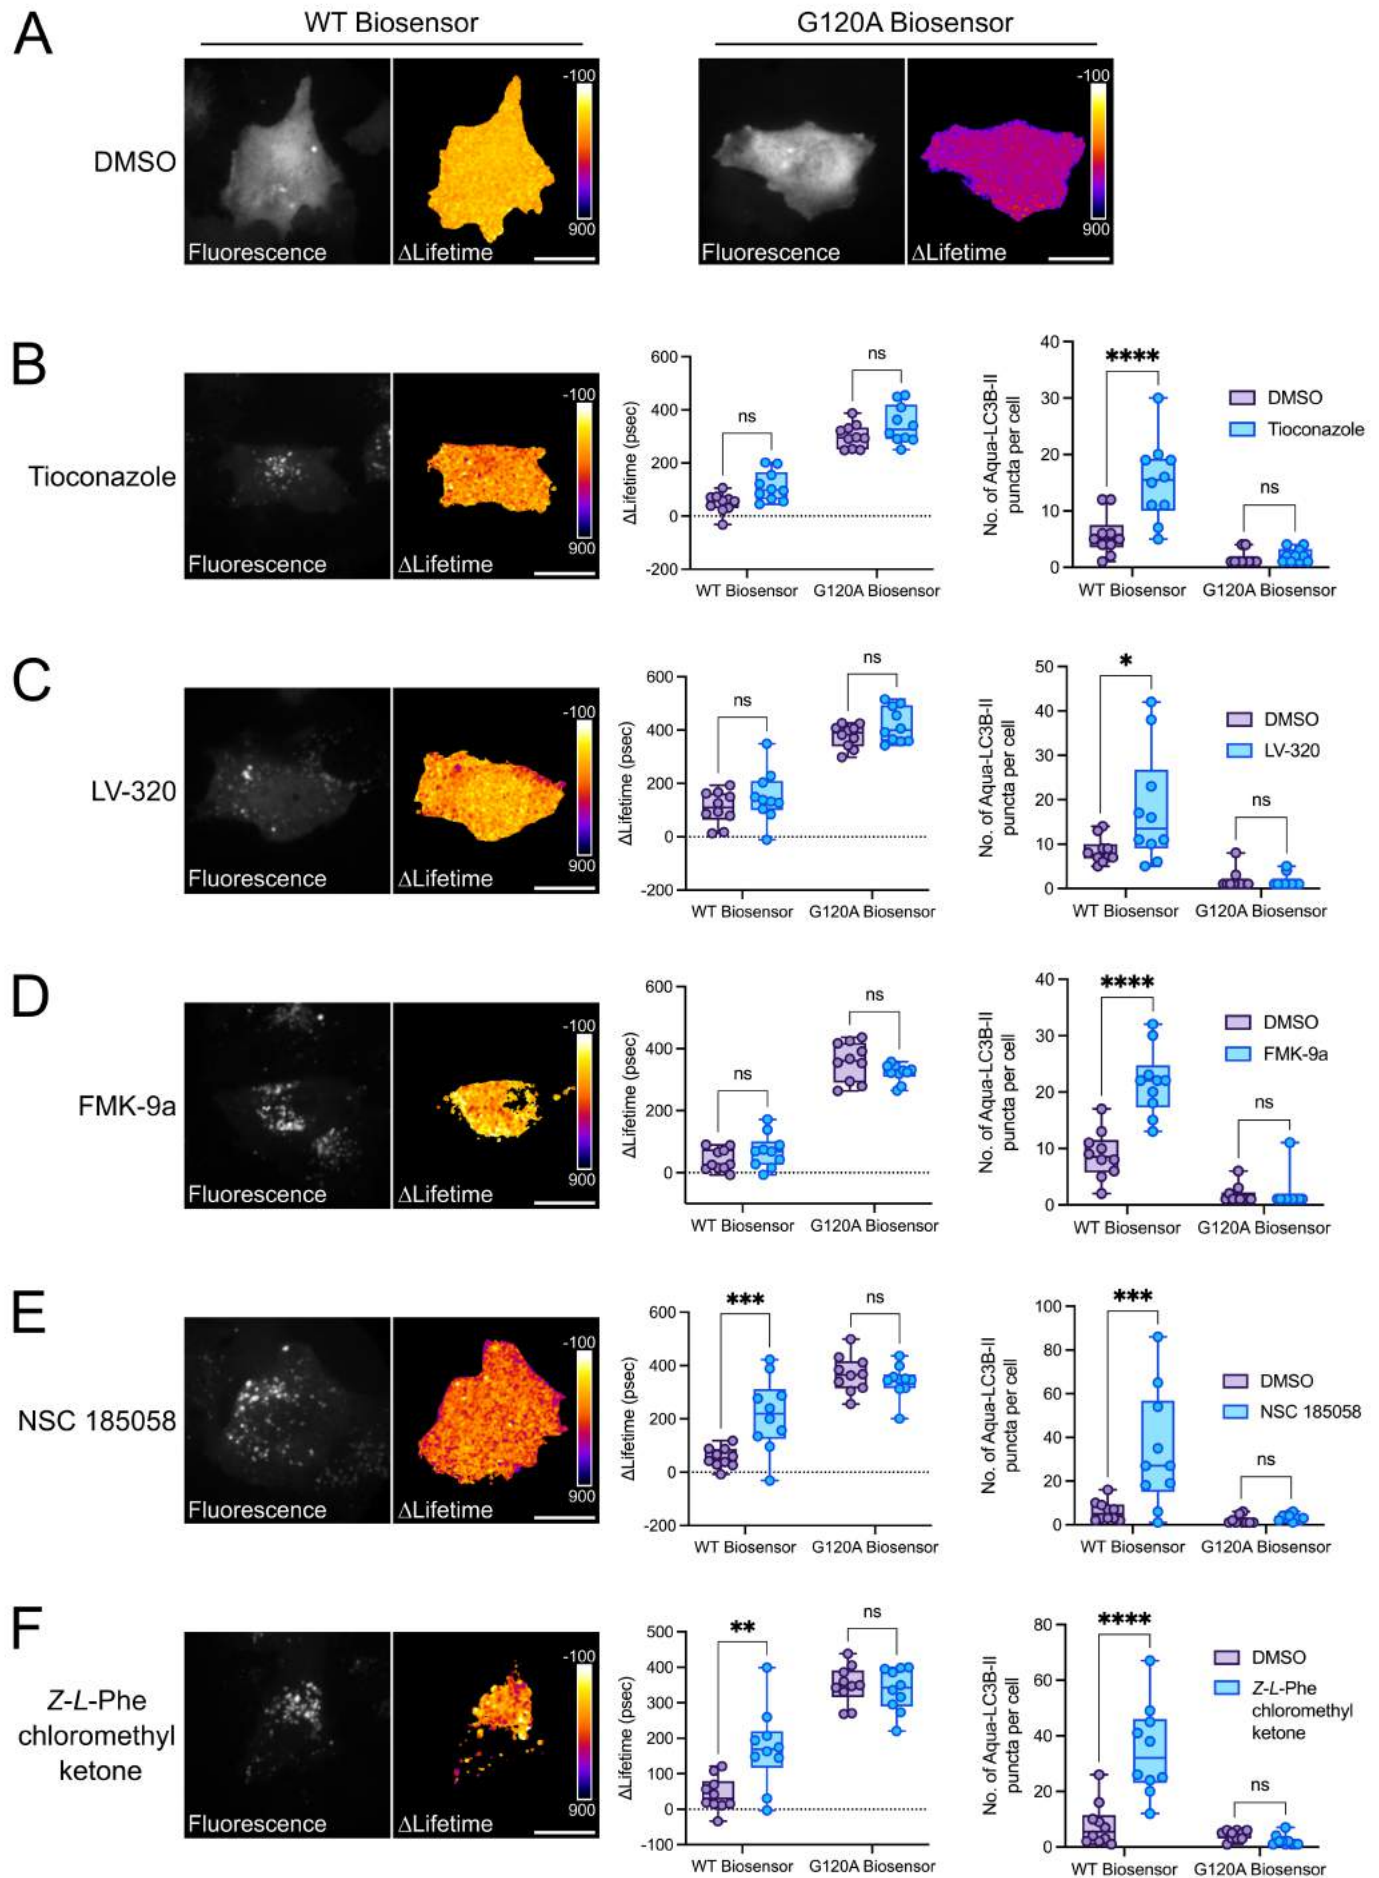 A
WT Biosensor
G120A Biosensor
DMSO
Fluorescence
ΔLifetime
-100
900
Fluorescence
ΔLifetime
-100
900
B
Tioconazole
Fluorescence
ΔLifetime
-100
900
ΔLifetime (psec)
600
400
200
0
-200
ns
ns
WT Biosensor
G120A Biosensor
No. of Aqua-LC3B-II
puncta per cell
40
30
20
10
0
****
ns
WT Biosensor
G120A Biosensor
DMSO
Tioconazole
C
LV-320
Fluorescence
ΔLifetime
-100
900
ΔLifetime (psec)
600
400
200
0
-200
ns
ns
WT Biosensor
G120A Biosensor
No. of Aqua-LC3B-II
puncta per cell
50
40
30
20
10
0
*
ns
WT Biosensor
G120A Biosensor
DMSO
LV-320
D
FMK-9a
Fluorescence
ΔLifetime
-100
900
ΔLifetime (psec)
600
400
200
0
ns
ns
WT Biosensor
G120A Biosensor
No. of Aqua-LC3B-II
puncta per cell
40
30
20
10
0
****
ns
WT Biosensor
G120A Biosensor
DMSO
FMK-9a
E
NSC 185058
Fluorescence
ΔLifetime
-100
900
ΔLifetime (psec)
600
400
200
0
-200
***
ns
WT Biosensor
G120A Biosensor
No. of Aqua-LC3B-II
puncta per cell
100
80
60
40
20
0
***
ns
WT Biosensor
G120A Biosensor
DMSO
NSC 185058
F
Z-L-Phe
chloromethyl
ketone
Fluorescence
ΔLifetime
-100
900
ΔLifetime (psec)
500
400
300
200
100
0
-100
**
ns
WT Biosensor
G120A Biosensor
No. of Aqua-LC3B-II
puncta per cell
80
60
40
20
0
****
ns
WT Biosensor
G120A Biosensor
DMSO
Z-L-Phe
chloromethyl
ketone